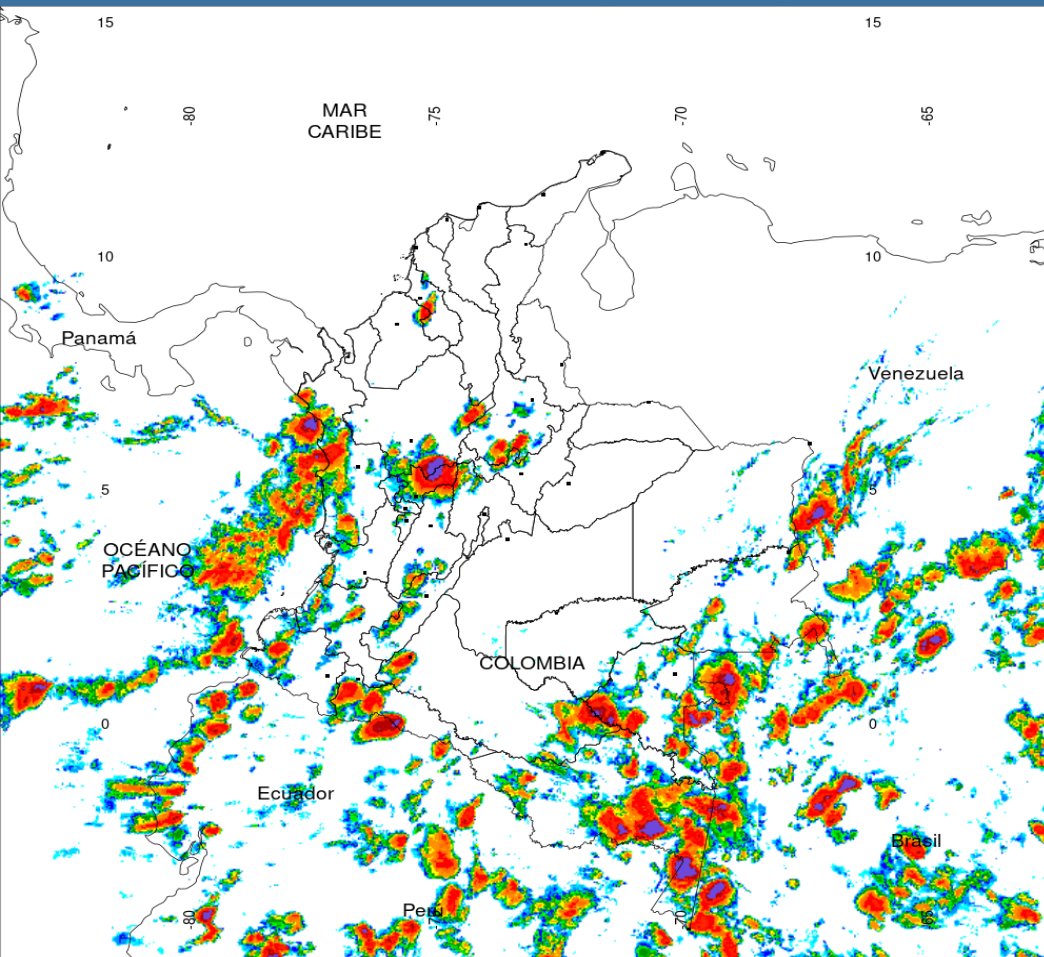 15
15
-80
MAR
CARIBE
-75
-70
-65
10
10
Panamá
Venezuela
5
5
OCÉANO
PACÍFICO
COLOMBIA
0
0
Ecuador
Brasil
-80
Perú
-70
-65